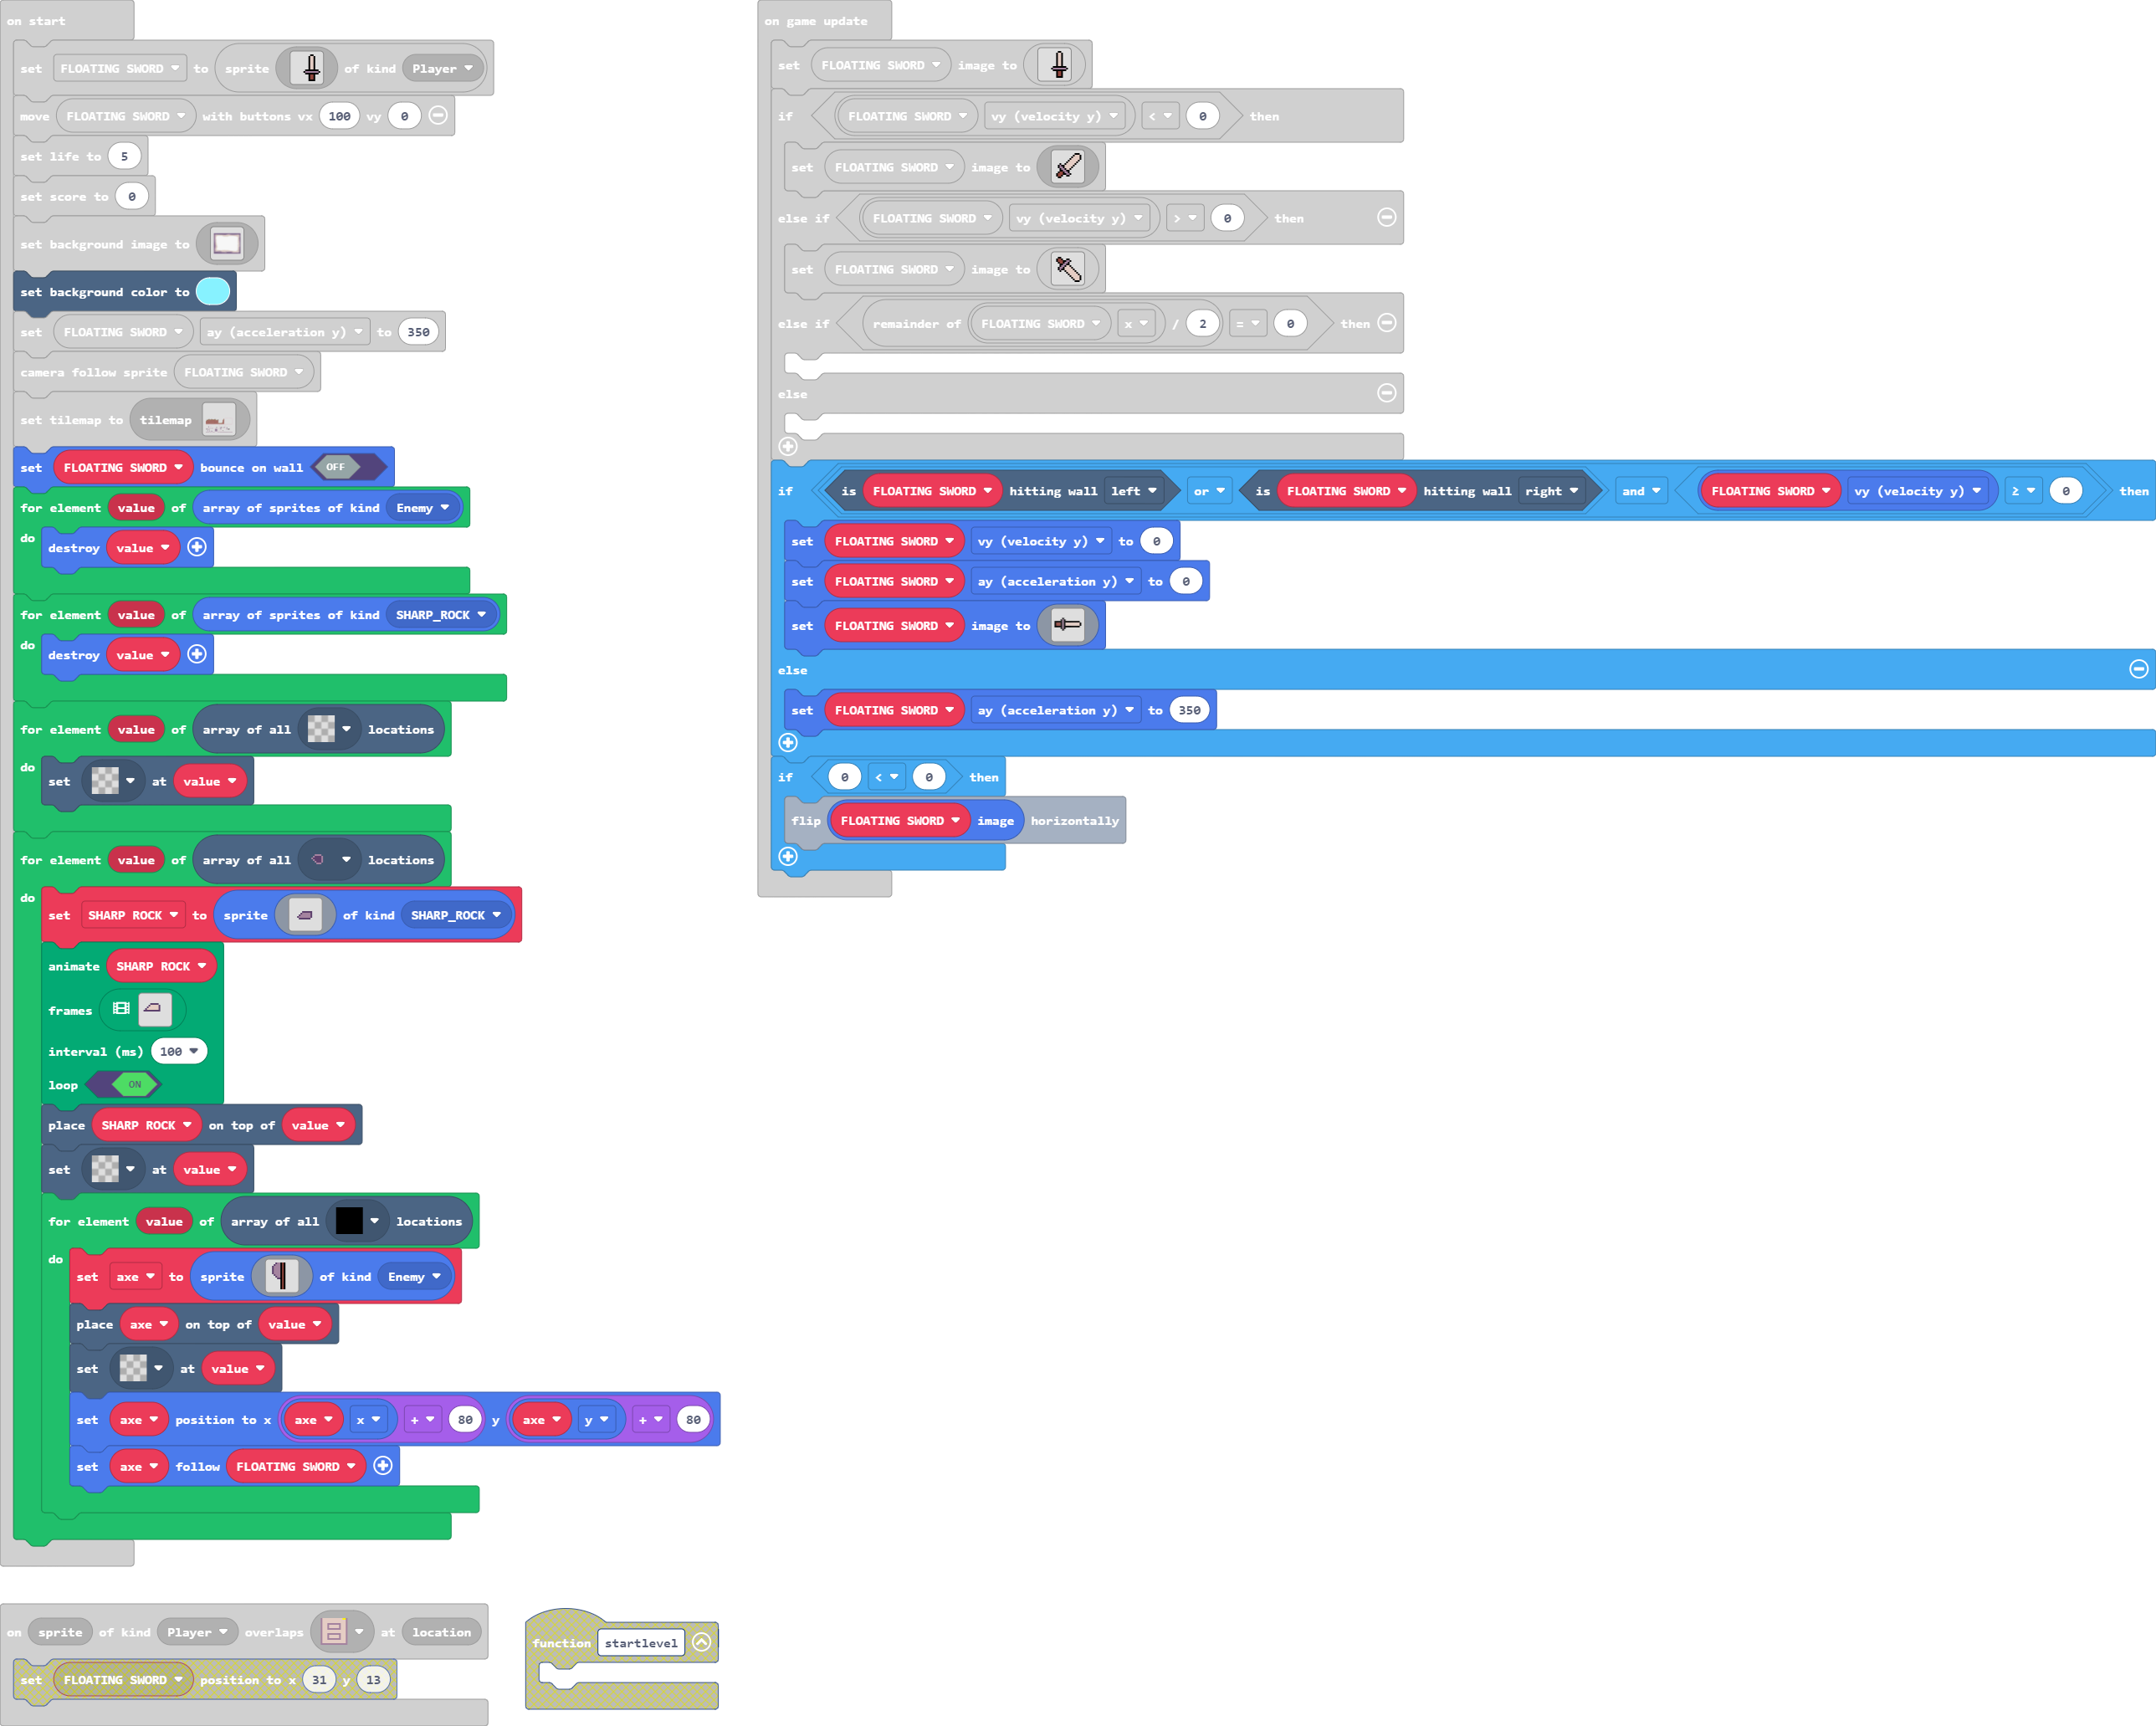 on start
set FLOATING SWORD to sprite of kind Player
move FLOATING SWORD with buttons vx 100 vy 0
set life to 5
set score to 0
set background image to
set background color to
set FLOATING SWORD ay (acceleration y) to 350
camera follow sprite FLOATING SWORD
set tilemap to tilemap
set FLOATING SWORD bounce on wall OFF
for element value of array of sprites of kind Enemy
do destroy value
for element value of array of sprites of kind SHARP_ROCK
do destroy value
for element value of array of all locations
do set at value
for element value of array of all locations
do set SHARP ROCK to sprite of kind SHARP_ROCK
animate SHARP ROCK
frames
interval (ms) 100
loop ON
place SHARP ROCK on top of value
set at value
for element value of array of all locations
do set axe to sprite of kind Enemy
place axe on top of value
set at value
set axe position to x axe x + 80 y axe y + 80
set axe follow FLOATING SWORD
on sprite of kind Player overlaps at location
set FLOATING SWORD position to x 31 y 13
function startlevel
on game update
set FLOATING SWORD image to
if FLOATING SWORD vy (velocity y) < 0 then
set FLOATING SWORD image to
else if FLOATING SWORD vy (velocity y) > 0 then
set FLOATING SWORD image to
else if remainder of FLOATING SWORD x / 2 = 0 then
else
if is FLOATING SWORD hitting wall left or is FLOATING SWORD hitting wall right and FLOATING SWORD vy (velocity y) ≥ 0 then
set FLOATING SWORD vy (velocity y) to 0
set FLOATING SWORD ay (acceleration y) to 0
set FLOATING SWORD image to
else
set FLOATING SWORD ay (acceleration y) to 350
if 0 < 0 then
flip FLOATING SWORD image horizontally